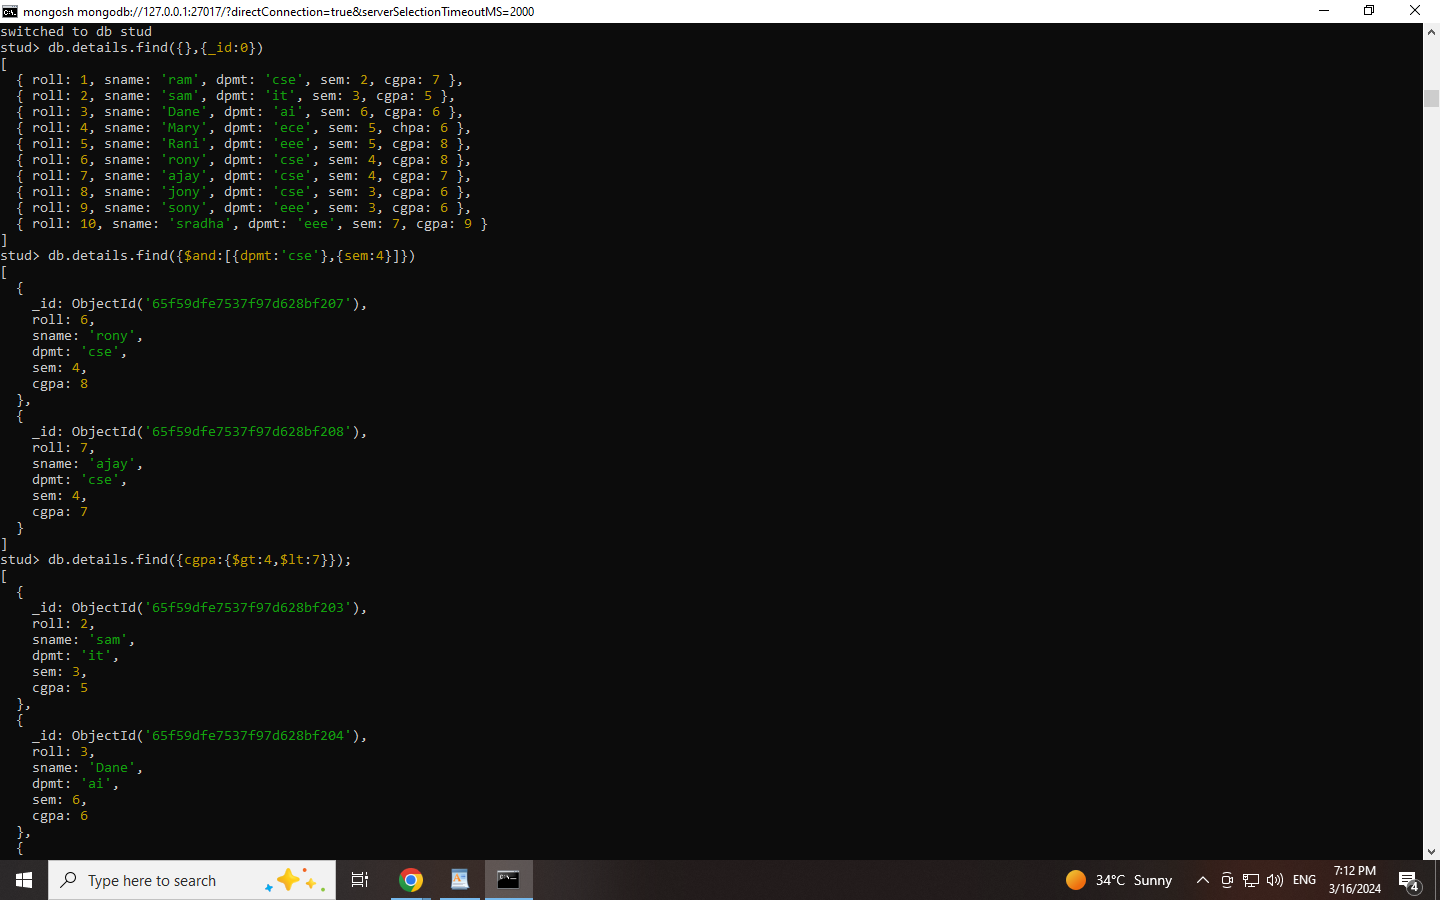 mongosh mongodb://127.0.0.1:27017/?directConnection=true&serverSelectionTimeoutMS=2000
switched to db stud
stud> db.details.find({},{_id:0})
[
  { roll: 1, sname: 'ram', dpmt: 'cse', sem: 2, cgpa: 7 },
  { roll: 2, sname: 'sam', dpmt: 'it', sem: 3, cgpa: 5 },
  { roll: 3, sname: 'Dane', dpmt: 'ai', sem: 6, cgpa: 6 },
  { roll: 4, sname: 'Mary', dpmt: 'ece', sem: 5, chpa: 6 },
  { roll: 5, sname: 'Rani', dpmt: 'eee', sem: 5, cgpa: 8 },
  { roll: 6, sname: 'rony', dpmt: 'cse', sem: 4, cgpa: 8 },
  { roll: 7, sname: 'ajay', dpmt: 'cse', sem: 4, cgpa: 7 },
  { roll: 8, sname: 'jony', dpmt: 'cse', sem: 3, cgpa: 6 },
  { roll: 9, sname: 'sony', dpmt: 'eee', sem: 3, cgpa: 6 },
  { roll: 10, sname: 'sradha', dpmt: 'eee', sem: 7, cgpa: 9 }
]
stud> db.details.find({$and:[{dpmt:'cse'},{sem:4}]})
[
  {
    _id: ObjectId('65f59dfe7537f97d628bf207'),
    roll: 6,
    sname: 'rony',
    dpmt: 'cse',
    sem: 4,
    cgpa: 8
  },
  {
    _id: ObjectId('65f59dfe7537f97d628bf208'),
    roll: 7,
    sname: 'ajay',
    dpmt: 'cse',
    sem: 4,
    cgpa: 7
  }
]
stud> db.details.find({cgpa:{$gt:4,$lt:7}});
[
  {
    _id: ObjectId('65f59dfe7537f97d628bf203'),
    roll: 2,
    sname: 'sam',
    dpmt: 'it',
    sem: 3,
    cgpa: 5
  },
  {
    _id: ObjectId('65f59dfe7537f97d628bf204'),
    roll: 3,
    sname: 'Dane',
    dpmt: 'ai',
    sem: 6,
    cgpa: 6
  },
  {
Type here to search
34°C Sunny
ENG
7:12 PM
3/16/2024
4